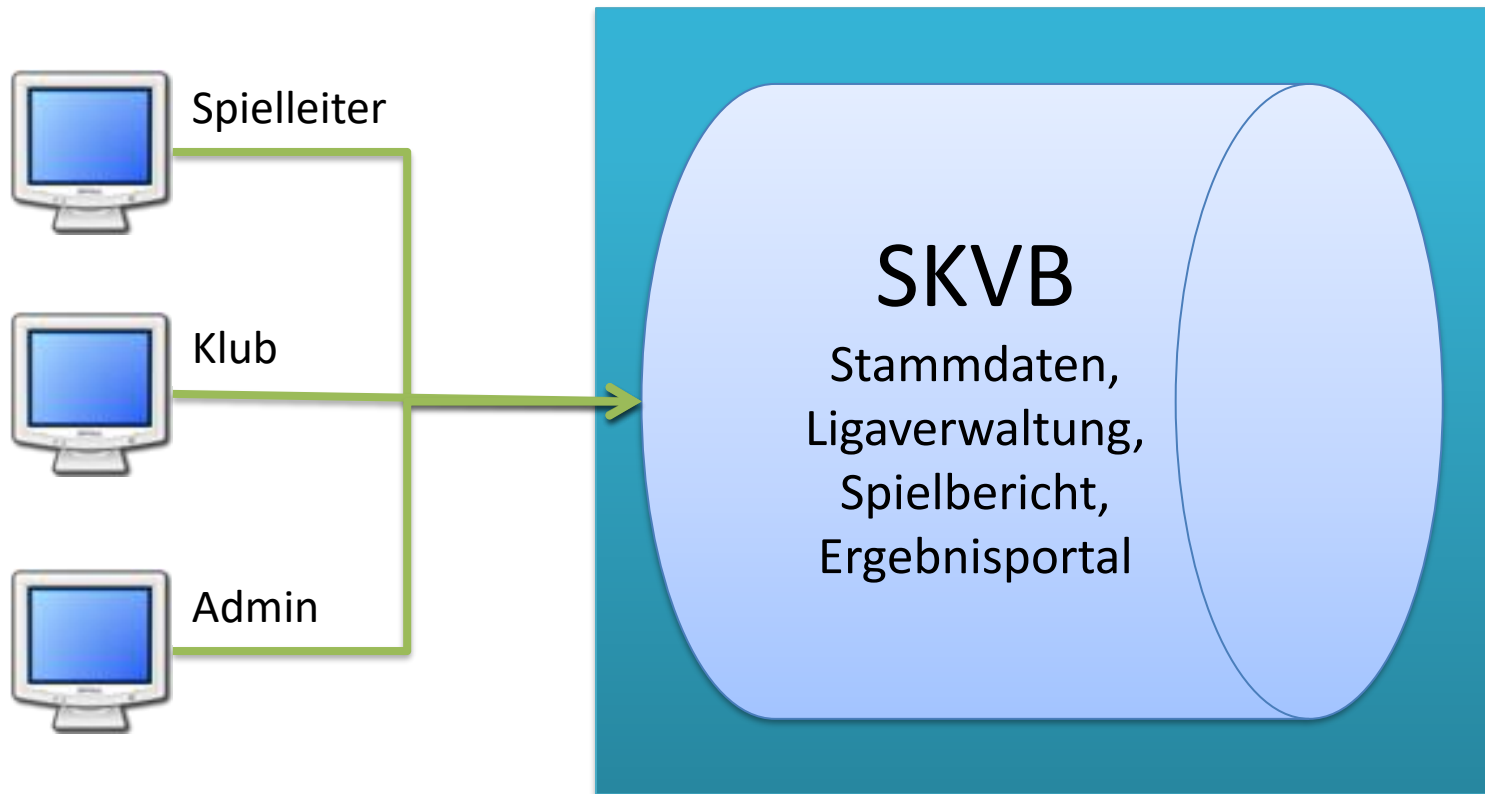 Spielleiter
Klub
Admin
SKVB
Stammdaten,
Ligaverwaltung,
Spielbericht,
Ergebnisportal